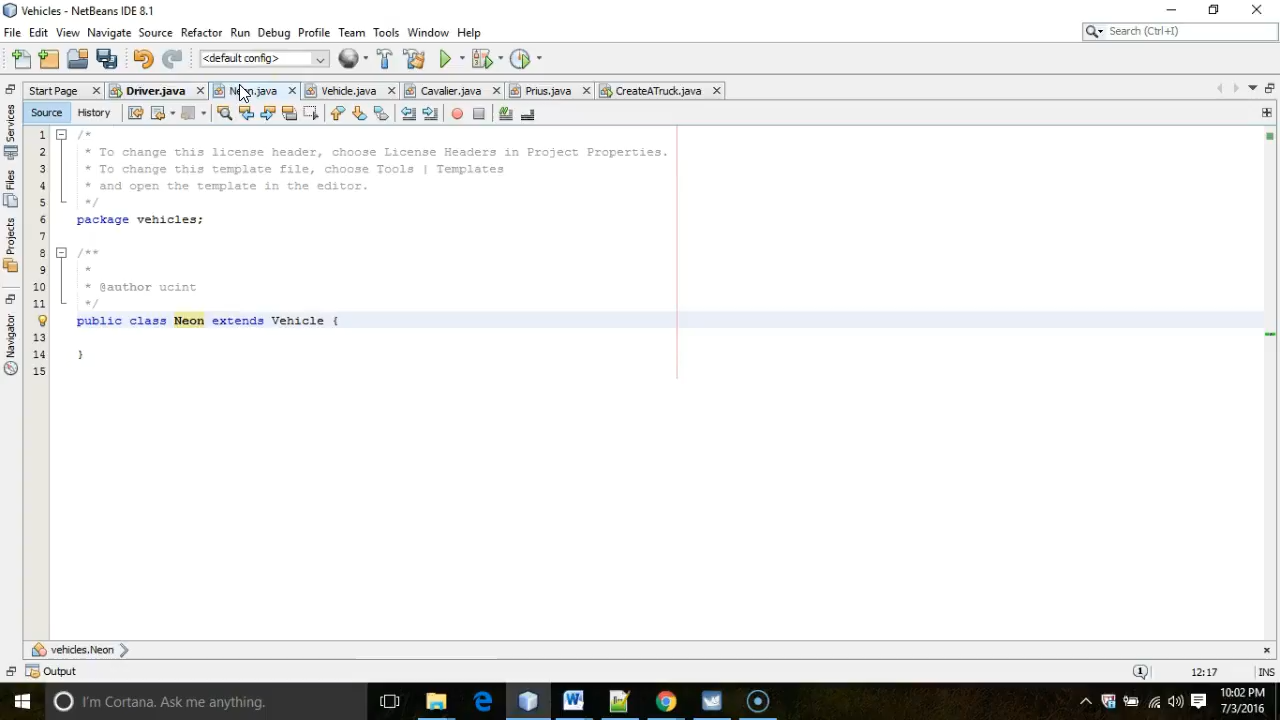 Vehicles - NetBeans IDE 8.1
File Edit View Navigate Source Refactor Run Debug Profile Team Tools Window Help
Search (Ctrl+I)
<default config>
Start Page Driver.java Vehicle.java Cavalier.java Prius.java CreateATruck.java
Source History
Services
Files
Projects
Navigator
1 /*
2 * To change this license header, choose License Headers in Project Properties.
3 * To change this template file, choose Tools | Templates
4 * and open the template in the editor.
5 */
6 package vehicles;
7
8 /**
9 *
10 * @author ucint
11 */
public class Neon extends Vehicle {
13
14 }
15
vehicles.Neon
Output
1 12:17 INS
I'm Cortana. Ask me anything.
10:02 PM
7/3/2016